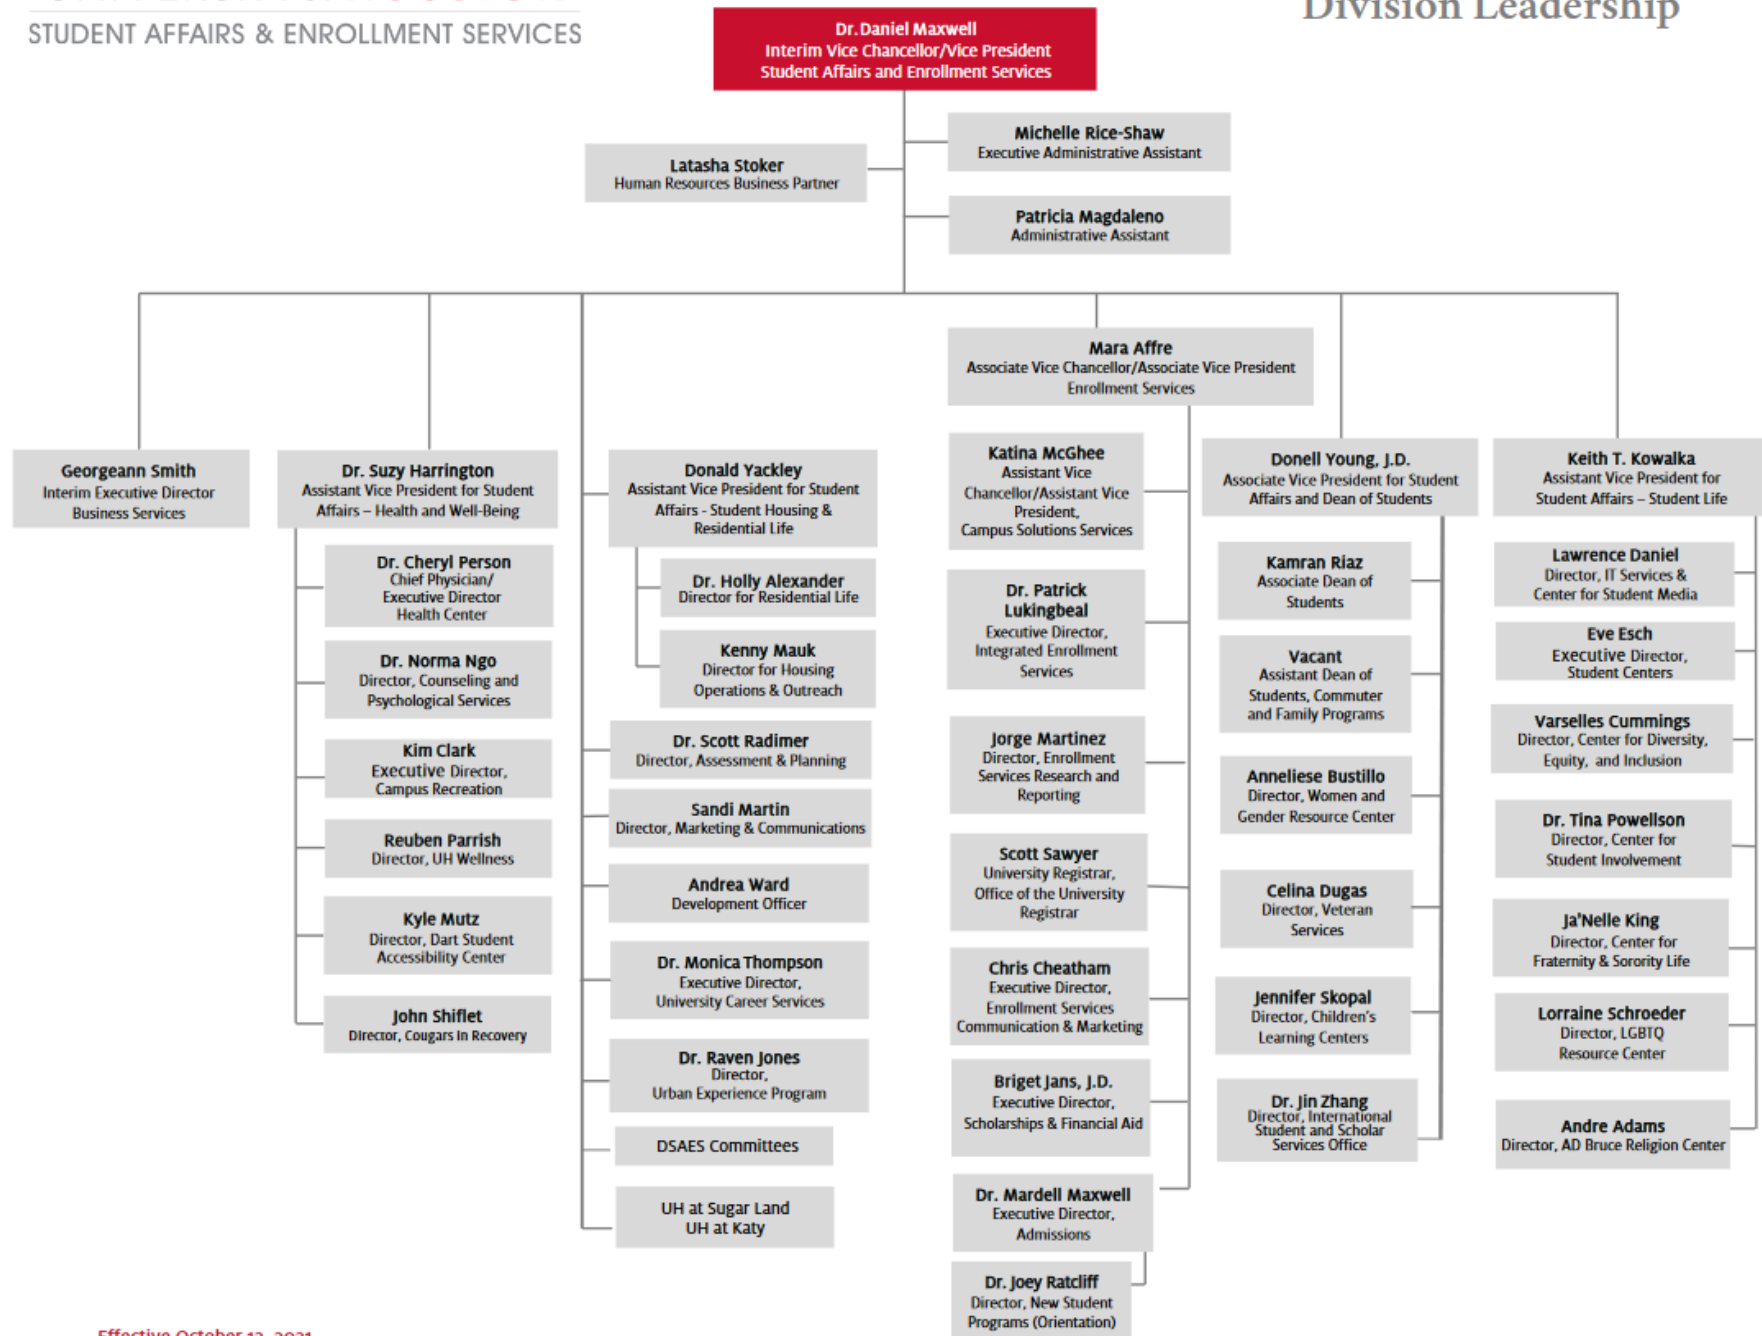 STUDENT AFFAIRS & ENROLLMENT SERVICES
Division Leadership
Dr. Daniel Maxwell
Interim Vice Chancellor/Vice President
Student Affairs and Enrollment Services
Michelle Rice-Shaw
Executive Administrative Assistant
Latasha Stoker
Human Resources Business Partner
Patricia Magdaleno
Administrative Assistant
Georgeann Smith
Interim Executive Director
Business Services
Dr. Suzy Harrington
Assistant Vice President for Student
Affairs – Health and Well-Being
Dr. Cheryl Person
Chief Physician/
Executive Director
Health Center
Dr. Norma Ngo
Director, Counseling and
Psychological Services
Kim Clark
Executive Director,
Campus Recreation
Reuben Parrish
Director, UH Wellness
Kyle Mutz
Director, Dart Student
Accessibility Center
John Shiflet
Director, Cougars In Recovery
Donald Yackley
Assistant Vice President for Student
Affairs - Student Housing &
Residential Life
Dr. Holly Alexander
Director for Residential Life
Kenny Mauk
Director for Housing
Operations & Outreach
Dr. Scott Radimer
Director, Assessment & Planning
Sandi Martin
Director, Marketing & Communications
Andrea Ward
Development Officer
Dr. Monica Thompson
Executive Director,
University Career Services
Dr. Raven Jones
Director,
Urban Experience Program
DSAES Committees
UH at Sugar Land
UH at Katy
Mara Affre
Associate Vice Chancellor/Associate Vice President
Enrollment Services
Katina McGhee
Assistant Vice
Chancellor/Assistant Vice
President,
Campus Solutions Services
Dr. Patrick
Lukingbeal
Executive Director,
Integrated Enrollment
Services
Jorge Martinez
Director, Enrollment
Services Research and
Reporting
Scott Sawyer
University Registrar,
Office of the University
Registrar
Chris Cheatham
Executive Director,
Enrollment Services
Communication & Marketing
Briget Jans, J.D.
Executive Director,
Scholarships & Financial Aid
Dr. Mardell Maxwell
Executive Director,
Admissions
Dr. Joey Ratcliff
Director, New Student
Programs (Orientation)
Donell Young, J.D.
Associate Vice President for Student
Affairs and Dean of Students
Kamran Riaz
Associate Dean of
Students
Vacant
Assistant Dean of
Students, Commuter
and Family Programs
Anneliese Bustillo
Director, Women and
Gender Resource Center
Celina Dugas
Director, Veteran
Services
Jennifer Skopal
Director, Children's
Learning Centers
Dr. Jin Zhang
Director, International
Student and Scholar
Services Office
Keith T. Kowalka
Assistant Vice President for
Student Affairs – Student Life
Lawrence Daniel
Director, IT Services &
Center for Student Media
Eve Esch
Executive Director,
Student Centers
Varselles Cummings
Director, Center for Diversity,
Equity, and Inclusion
Dr. Tina Powellson
Director, Center for
Student Involvement
Ja'Nelle King
Director, Center for
Fraternity & Sorority Life
Lorraine Schroeder
Director, LGBTQ
Resource Center
Andre Adams
Director, AD Bruce Religion Center
Effective October